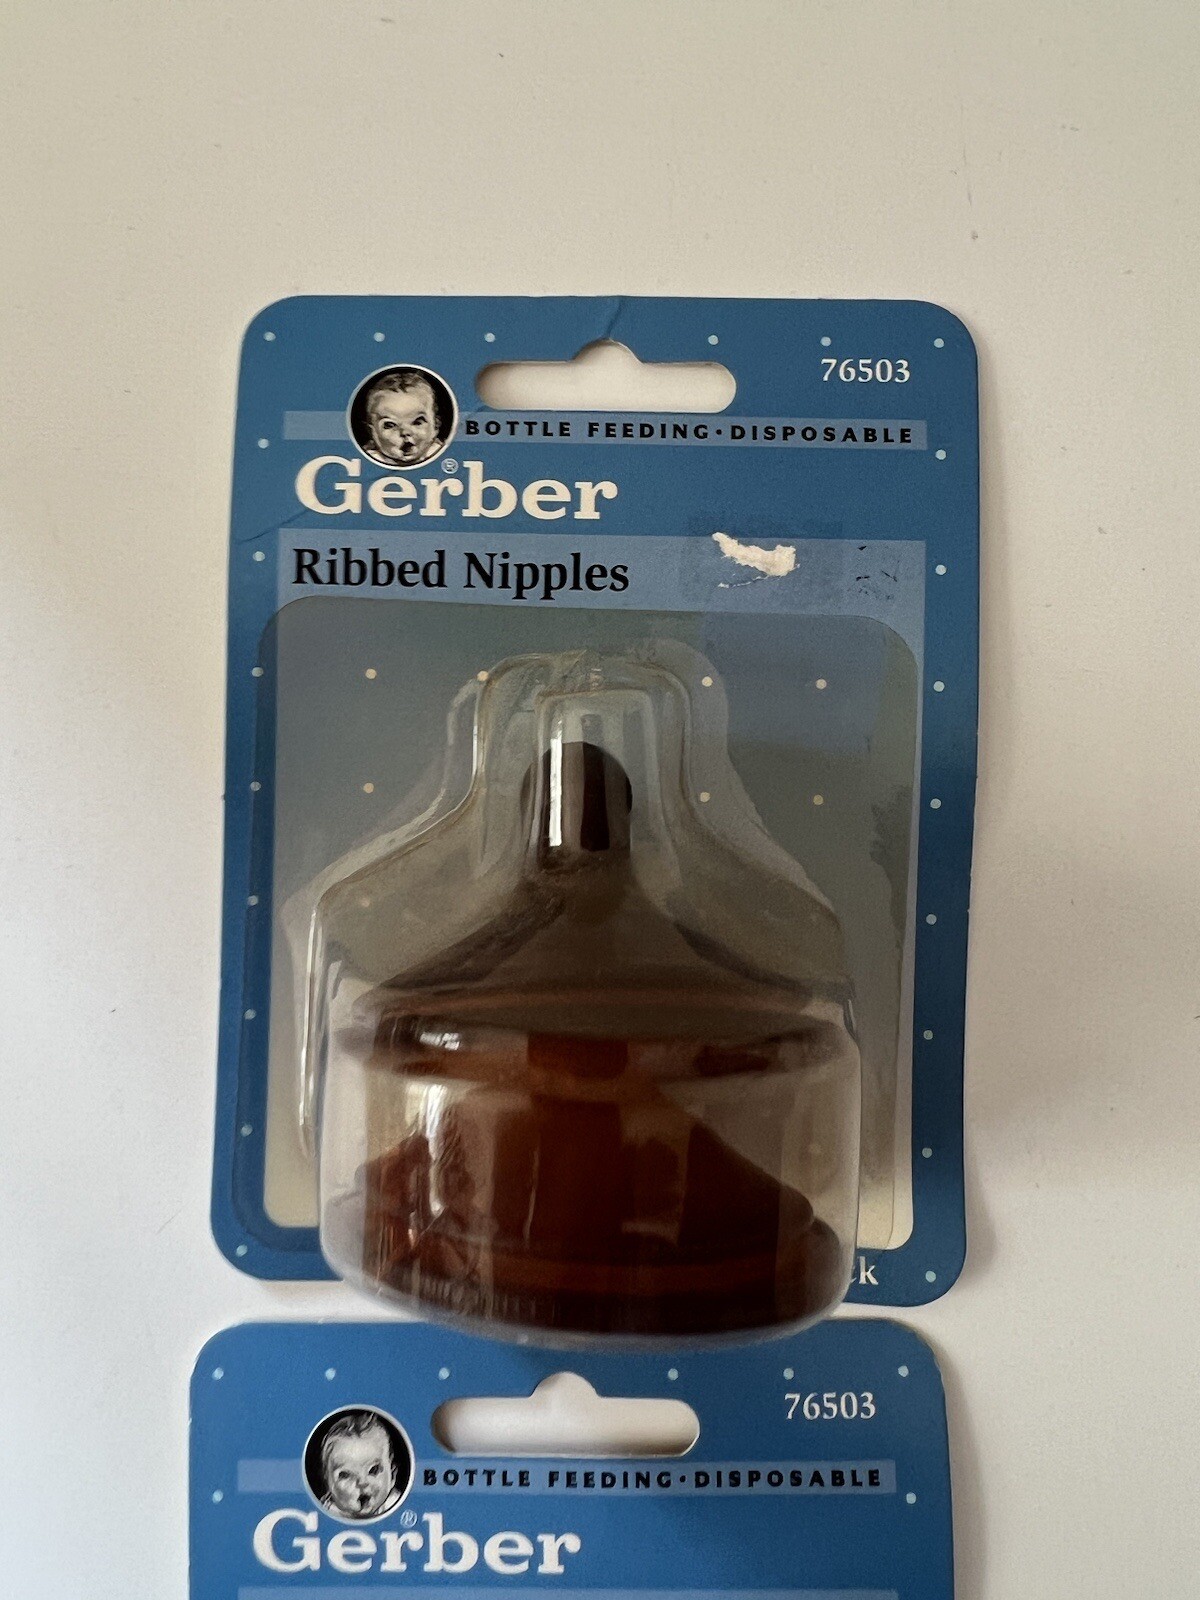 76503
BOTTLE FEEDING•DISPOSABLE
Gerber®
Ribbed Nipples
76503
BOTTLE FEEDING•DISPOSABLE
Gerber®